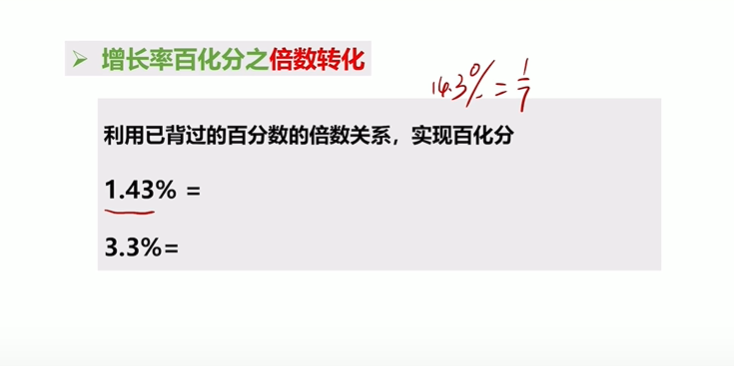 增长率百化分之倍数转化
14.3% = 1/7
利用已背过的百分数的倍数关系，实现百化分
1.43% =
3.3%=